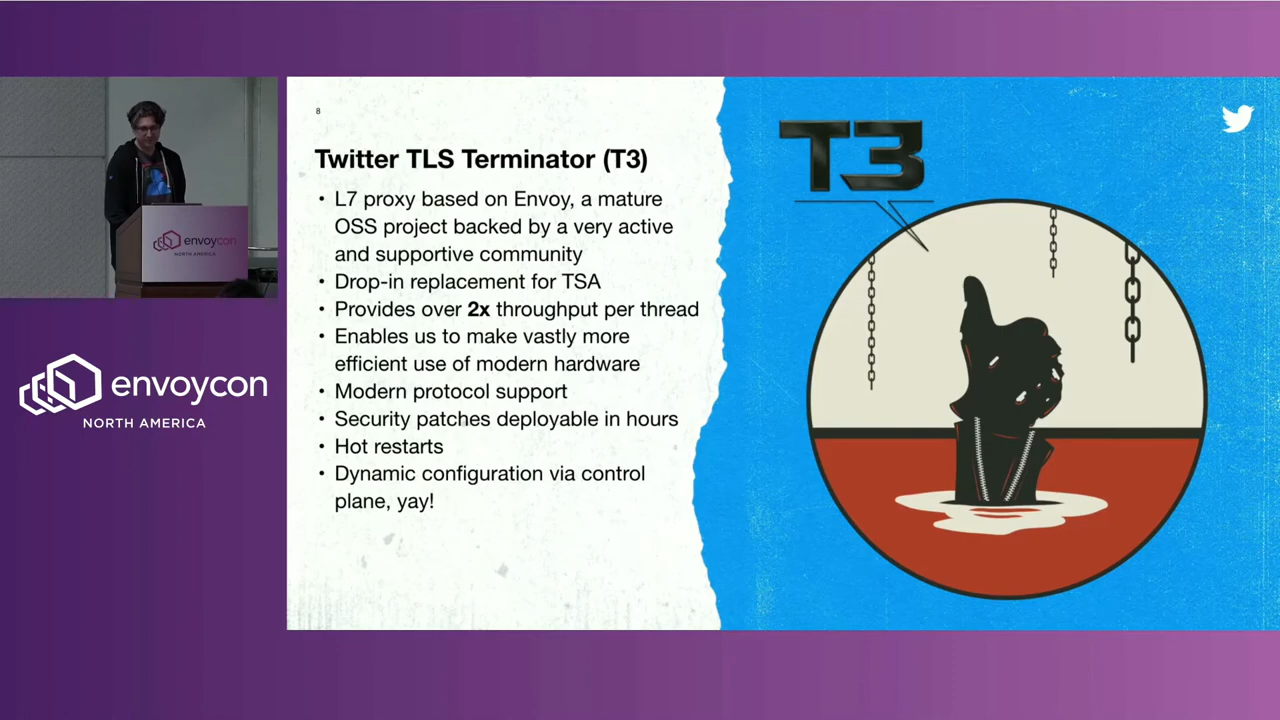 8
Twitter TLS Terminator (T3)
• L7 proxy based on Envoy, a mature
OSS project backed by a very active
and supportive community
• Drop-in replacement for TSA
• Provides over 2x throughput per thread
• Enables us to make vastly more
efficient use of modern hardware
• Modern protocol support
• Security patches deployable in hours
• Hot restarts
• Dynamic configuration via control
plane, yay!
T3
envoycon
NORTH AMERICA
envoycon
NORTH AMERICA